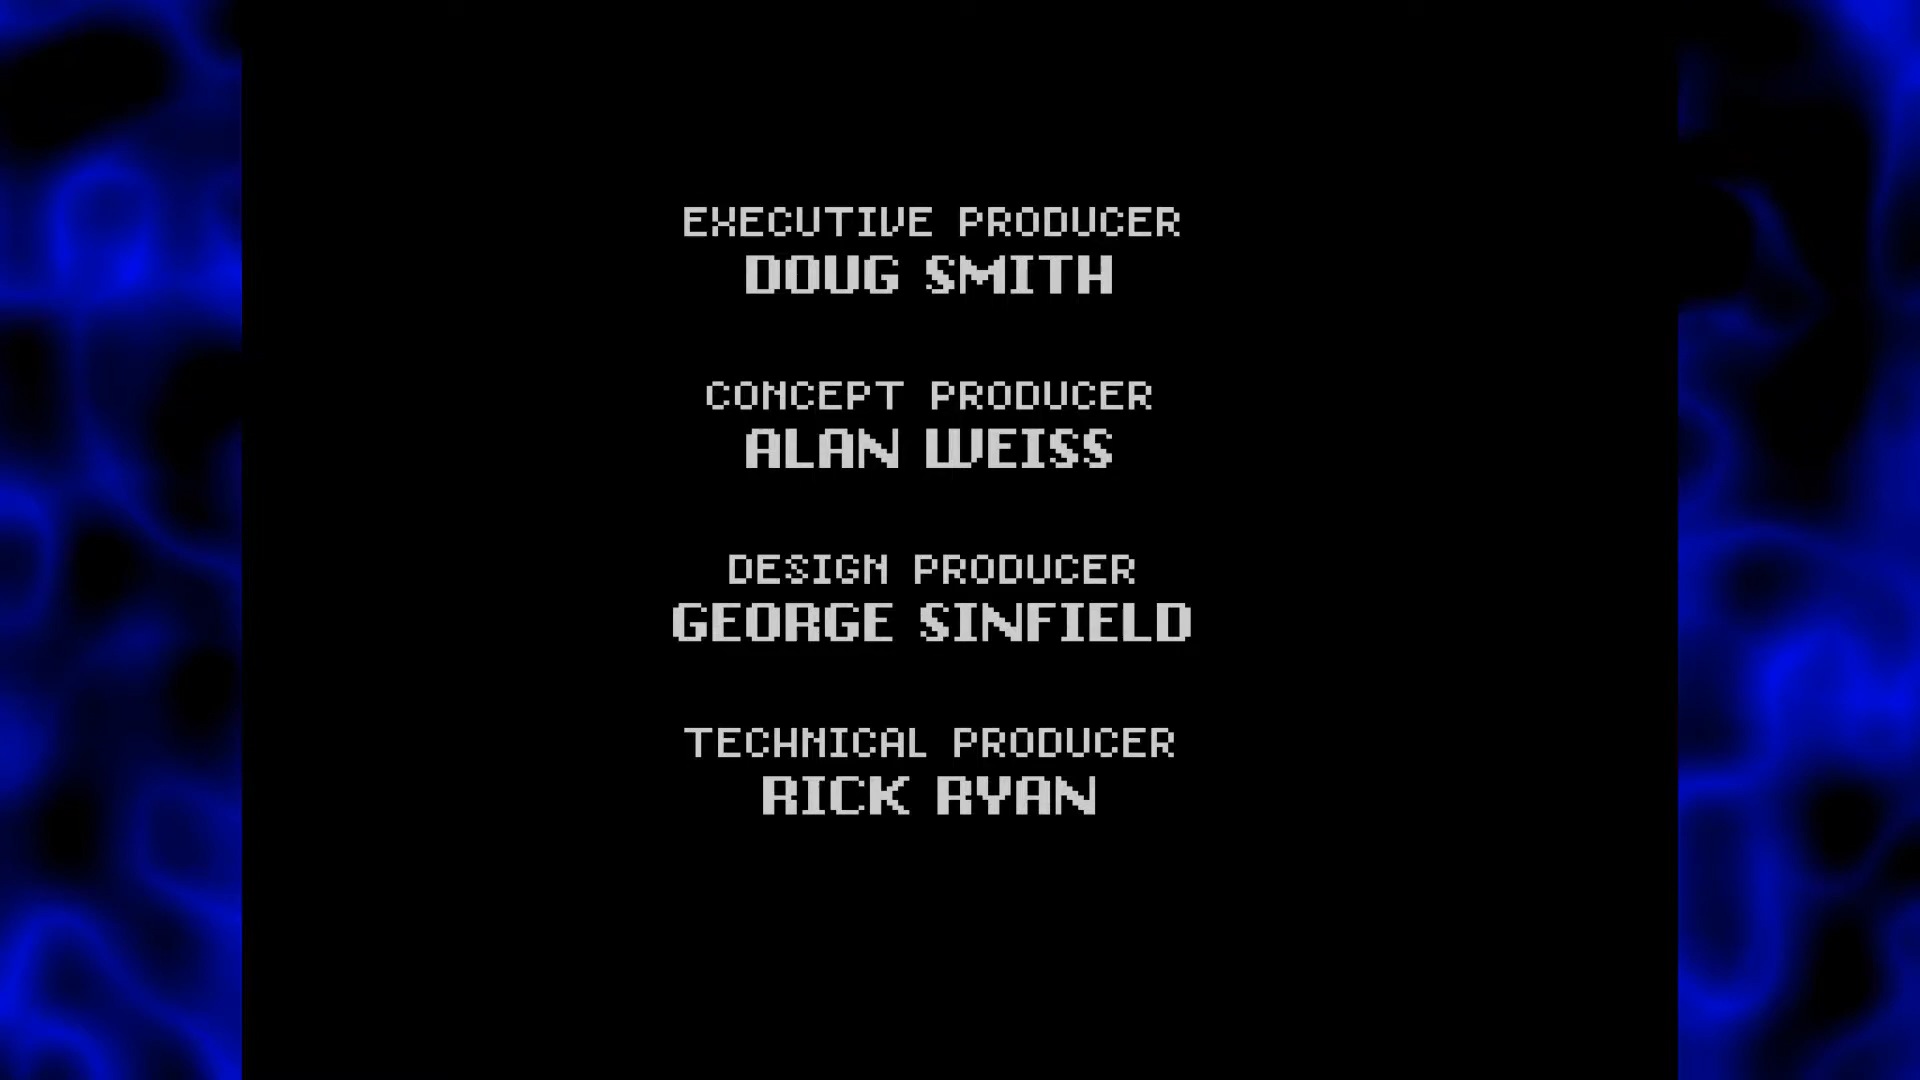 EXECUTIVE PRODUCER
DOUG SMITH
CONCEPT PRODUCER
ALAN WEISS
DESIGN PRODUCER
GEORGE SINFIELD
TECHNICAL PRODUCER
RICK RYAN